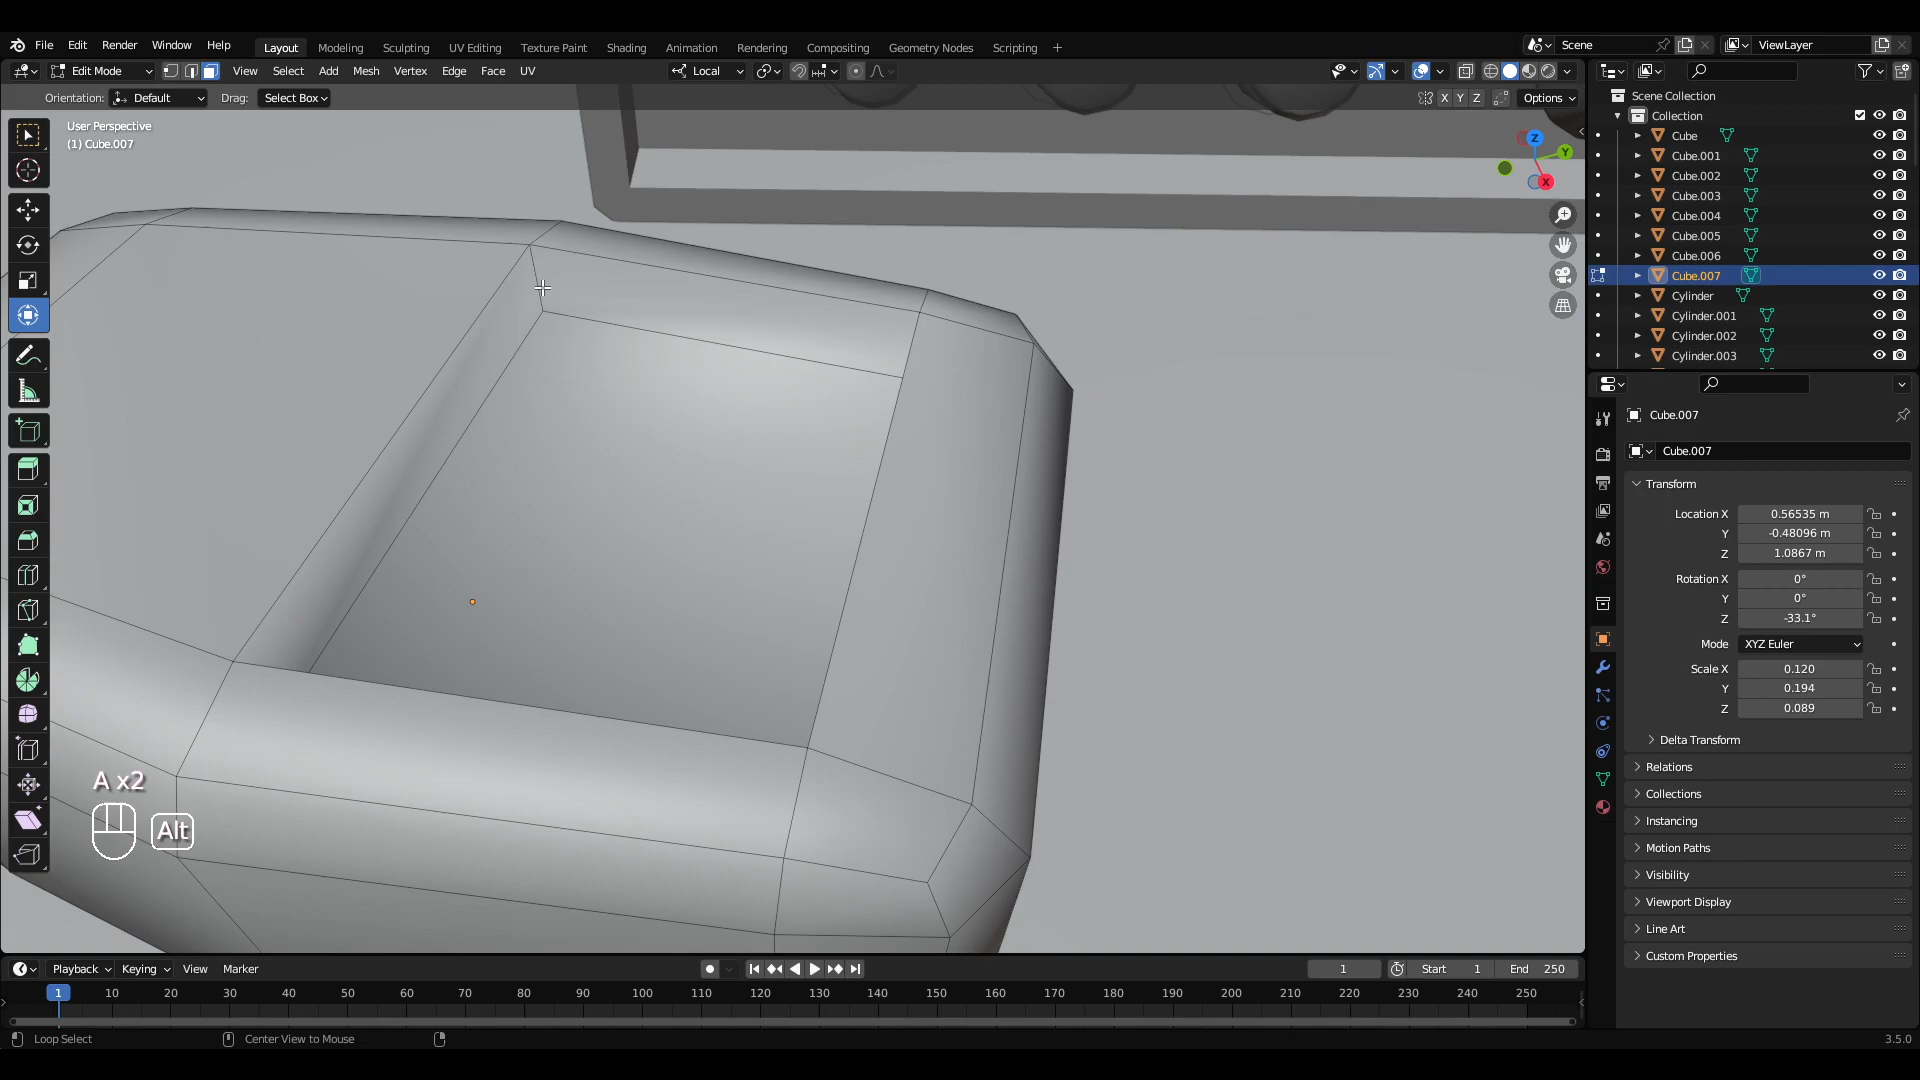 File Edit Render Window Help Layout Modeling Sculpting UV Editing Texture Paint Shading Animation Rendering Compositing Geometry Nodes Scripting + Scene ViewLayer
Edit Mode View Select Add Mesh Vertex Edge Face UV Local
Orientation: Default Drag: Select Box X Y Z Options
User Perspective
(1) Cube.007
Z
Y
X
Scene Collection
Collection
Cube
Cube.001
Cube.002
Cube.003
Cube.004
Cube.005
Cube.006
Cube.007
Cylinder
Cylinder.001
Cylinder.002
Cylinder.003
Cube.007
Cube.007
Transform
Location X 0.56535 m
Y -0.48096 m
Z 1.0867 m
Rotation X 0°
Y 0°
Z -33.1°
Mode XYZ Euler
Scale X 0.120
Y 0.194
Z 0.089
Delta Transform
Relations
Collections
Instancing
Motion Paths
Visibility
Viewport Display
Line Art
Custom Properties
A x2
Alt
Playback Keying View Marker 1 Start 1 End 250
1 10 20 30 40 50 60 70 80 90 100 110 120 130 140 150 160 170 180 190 200 210 220 230 240 250
Loop Select Center View to Mouse 3.5.0